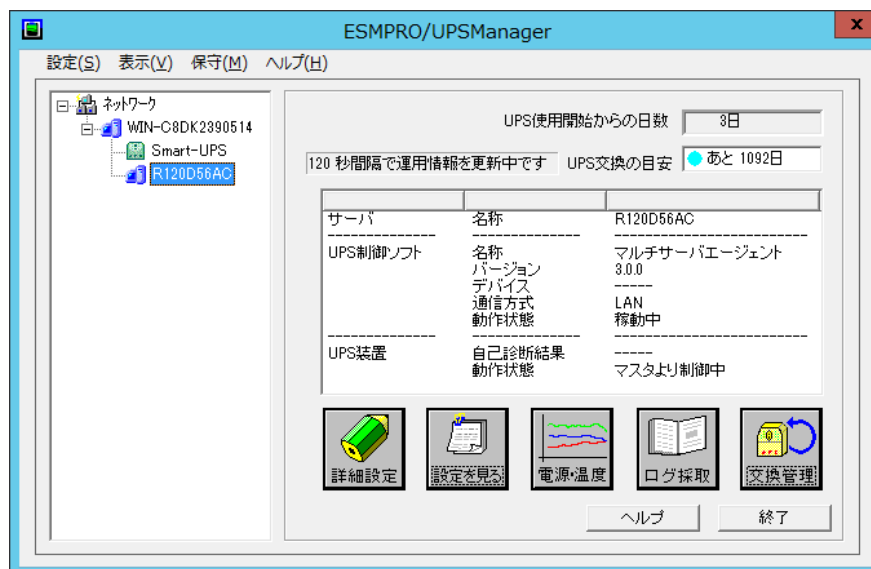 ESMPRO/UPSManager
x
設定(S) 表示(V) 保守(M) ヘルプ(H)
ネットワーク
WIN-C8DK2390514
Smart-UPS
R120D56AC
UPS使用開始からの日数 3日
120 秒間隔で運用情報を更新中です UPS交換の目安 あと 1092日
サーバ 名称 R120D56AC
-------------- -------------- -------------------------
UPS制御ソフト 名称 マルチサーバエージェント
バージョン 3.0.0
デバイス -----
通信方式 LAN
動作状態 稼動中
-------------- -------------- -------------------------
UPS装置 自己診断結果 -----
動作状態 マスタより制御中
詳細設定 設定を見る 電源・温度 ログ採取 交換管理
ヘルプ 終了